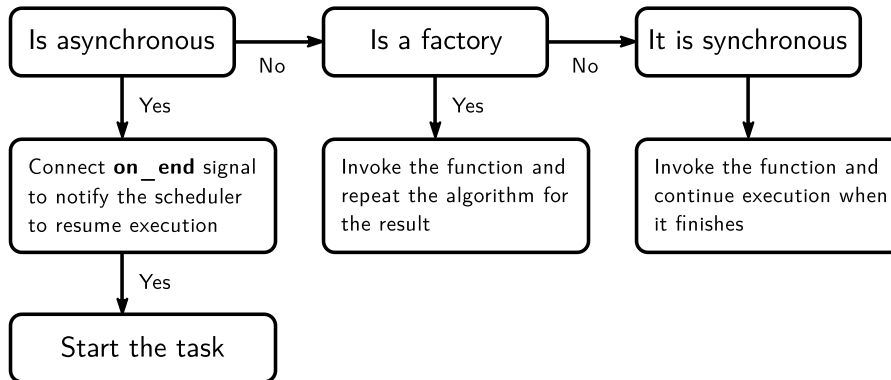 Is asynchronous
No
Is a factory
No
It is synchronous
Yes
Yes
Connect on_end signal
to notify the scheduler
to resume execution
Invoke the function and
repeat the algorithm for
the result
Invoke the function and
continue execution when
it finishes
Yes
Start the task